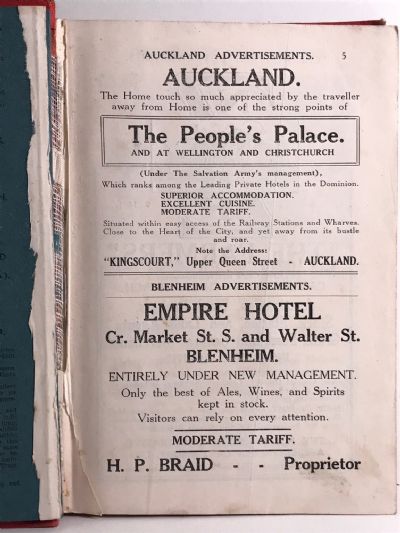 AUCKLAND ADVERTISEMENTS. 5
AUCKLAND.
The Home touch so much appreciated by the traveller
away from Home is one of the strong points of
The People's Palace.
AND AT WELLINGTON AND CHRISTCHURCH
(Under The Salvation Army's management),
Which ranks among the Leading Private Hotels in the Dominion.
SUPERIOR ACCOMMODATION.
EXCELLENT CUISINE.
MODERATE TARIFF.
Situated within easy access of the Railway Stations and Wharves.
Close to the Heart of the City, and yet away from its bustle
and roar.
Note the Address:
"KINGSCOURT," Upper Queen Street - AUCKLAND.
BLENHEIM ADVERTISEMENTS.
EMPIRE HOTEL
Cr. Market St. S. and Walter St.
BLENHEIM.
ENTIRELY UNDER NEW MANAGEMENT.
Only the best of Ales, Wines, and Spirits
kept in stock.
Visitors can rely on every attention.
MODERATE TARIFF.
H. P. BRAID - - Proprietor